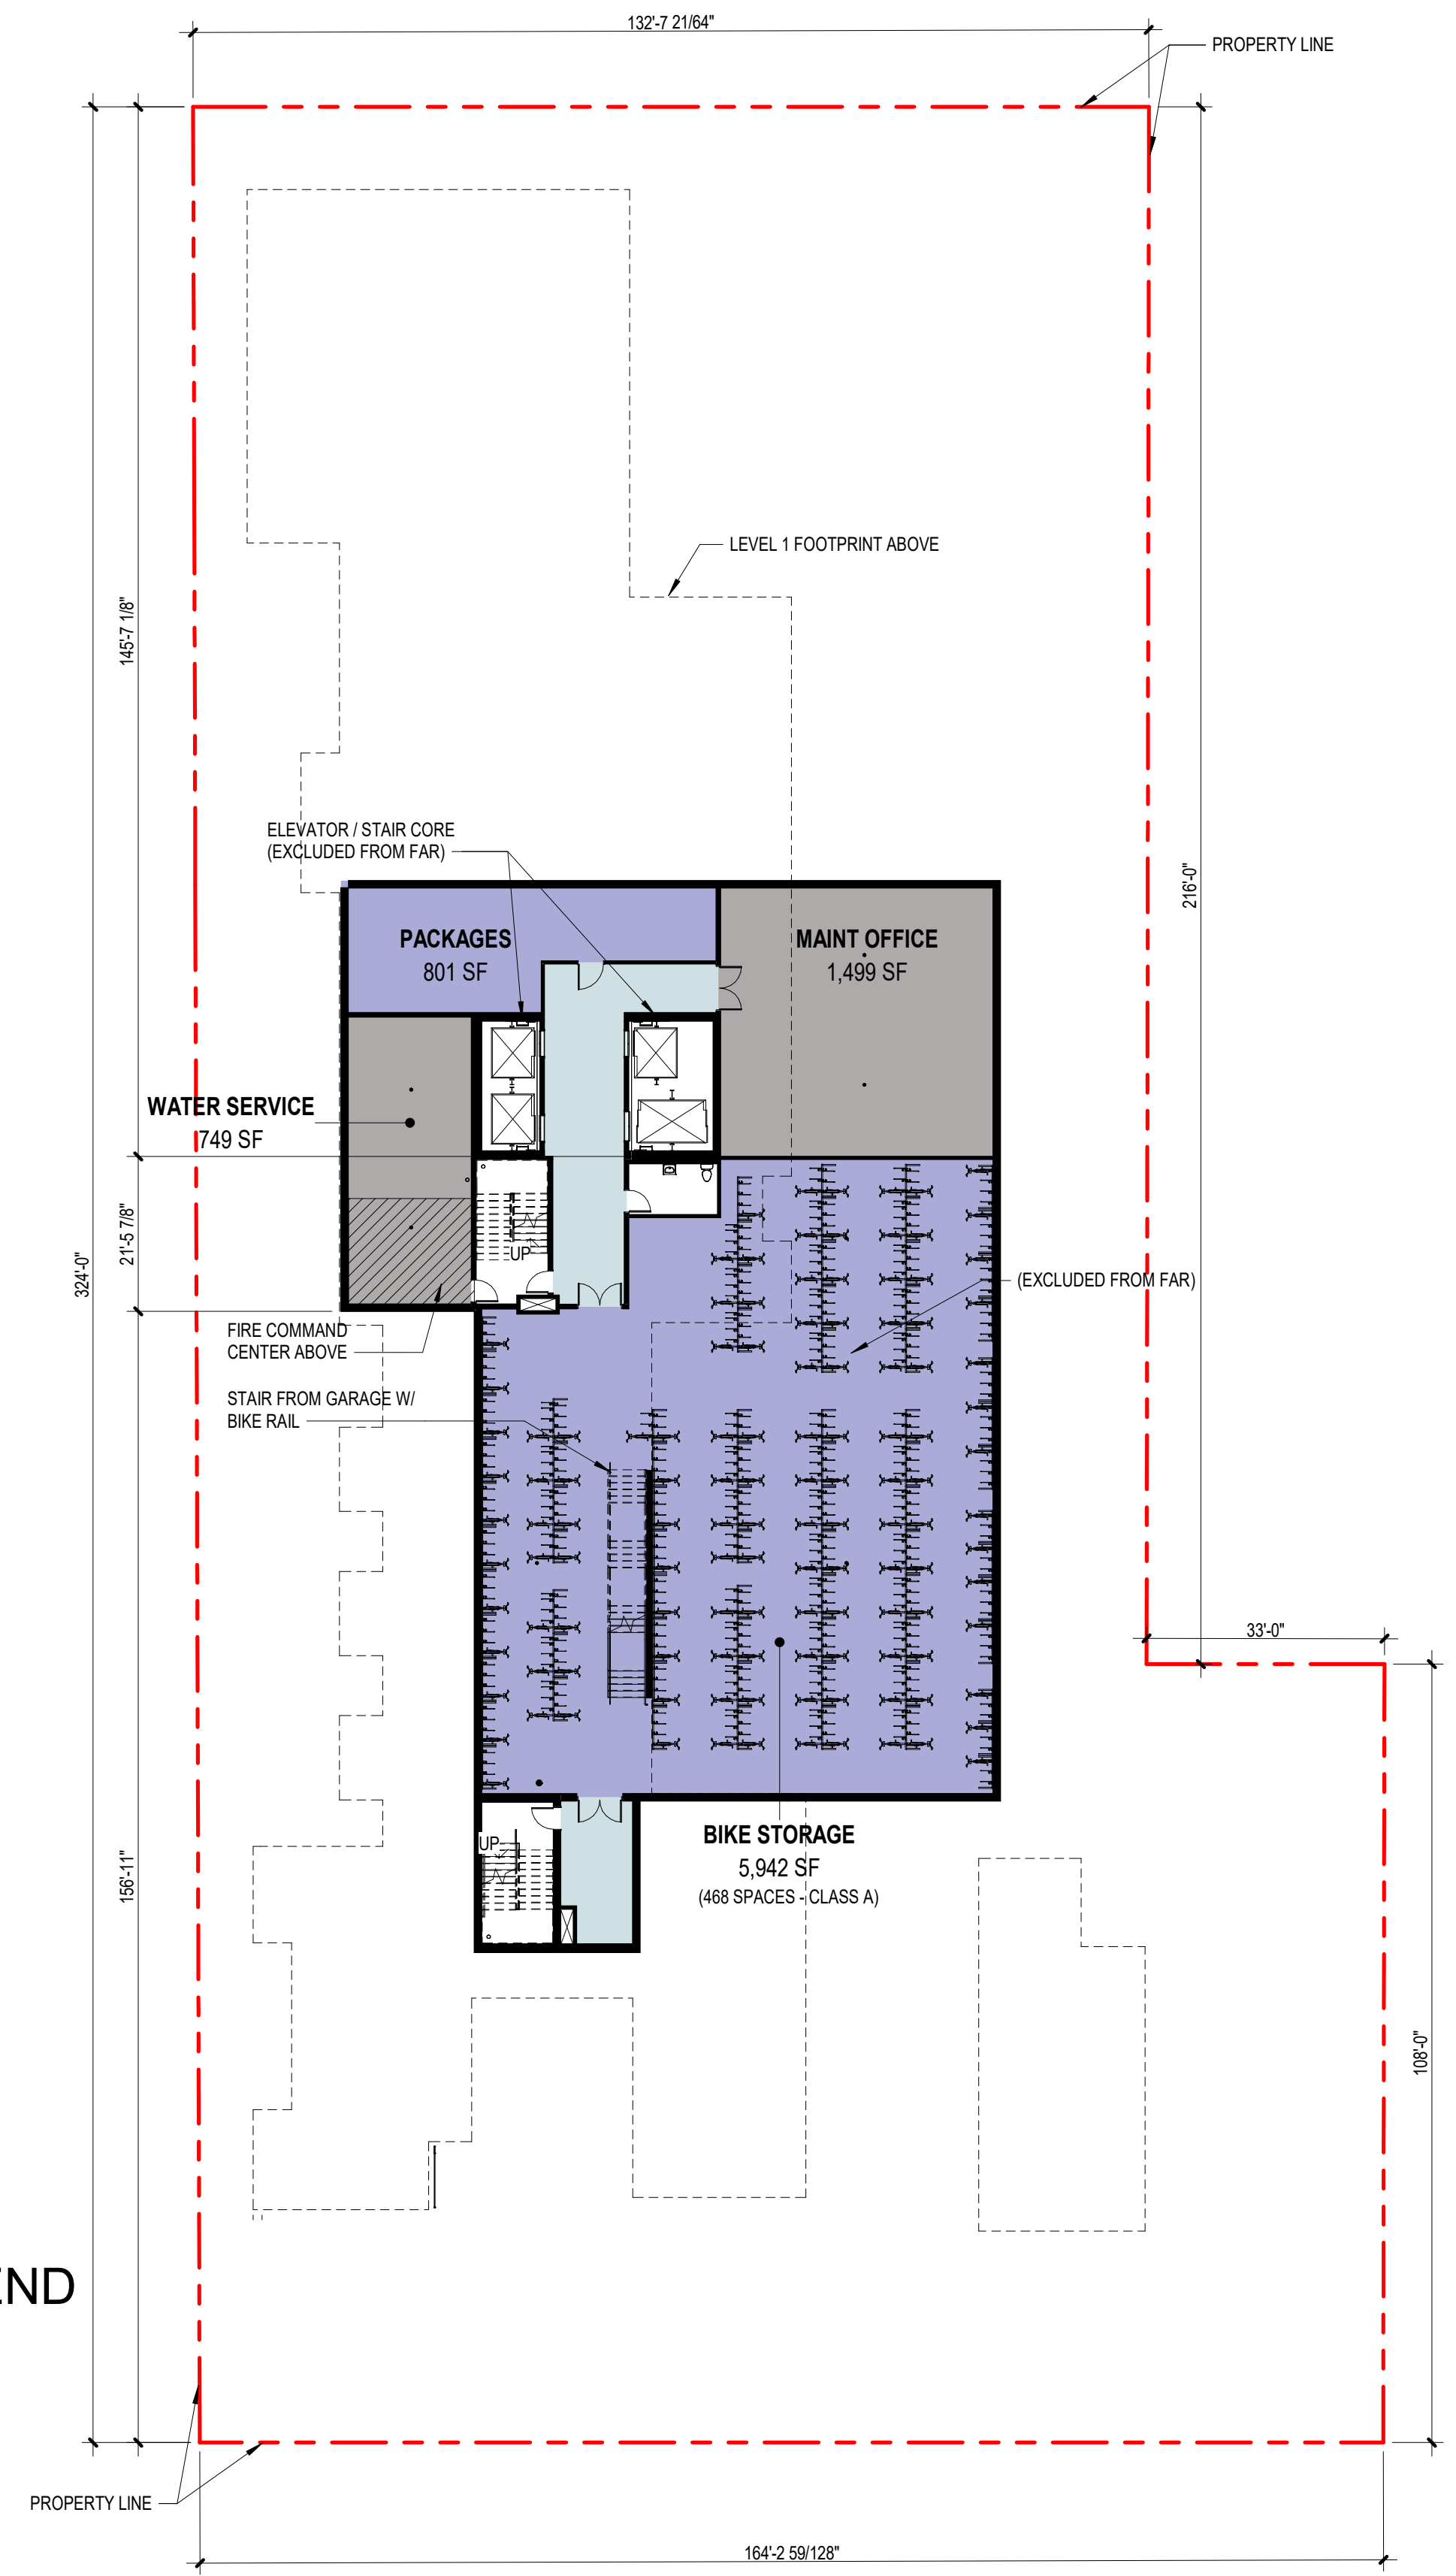 132'-7 21/64"
PROPERTY LINE
LEVEL 1 FOOTPRINT ABOVE
145'-7 1/8"
ELEVATOR / STAIR CORE
(EXCLUDED FROM FAR)
216'-0"
PACKAGES
801 SF
MAINT OFFICE
1,499 SF
WATER SERVICE
749 SF
324'-0"
21'-5 7/8"
UP
(EXCLUDED FROM FAR)
FIRE COMMAND
CENTER ABOVE
STAIR FROM GARAGE W/
BIKE RAIL
33'-0"
156'-11"
UP
BIKE STORAGE
5,942 SF
(468 SPACES - CLASS A)
108'-0"
END
PROPERTY LINE
164'-2 59/128"